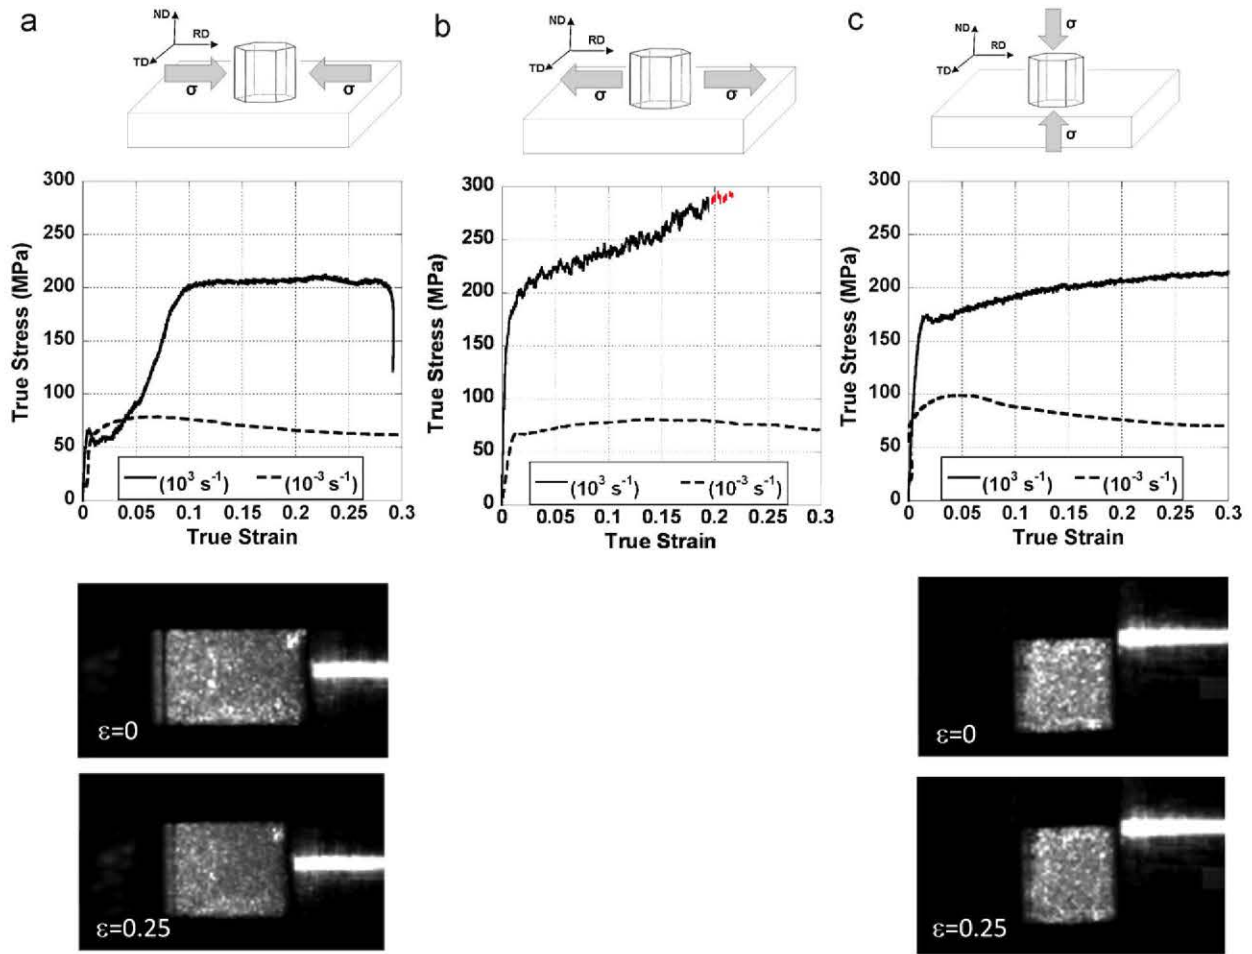 a
ND
RD
TD
σ
σ
b
ND
RD
TD
σ
σ
c
ND
RD
TD
σ
σ
300
250
200
150
100
50
0
True Stress (MPa)
(10³ s⁻¹) (10⁻³ s⁻¹)
0 0.05 0.1 0.15 0.2 0.25 0.3
True Strain
300
250
200
150
100
50
0
True Stress (MPa)
(10³ s⁻¹) (10⁻³ s⁻¹)
0 0.05 0.1 0.15 0.2 0.25 0.3
True Strain
300
250
200
150
100
50
0
True Stress (MPa)
(10³ s⁻¹) (10⁻³ s⁻¹)
0 0.05 0.1 0.15 0.2 0.25 0.3
True Strain
ε=0
ε=0
ε=0.25
ε=0.25